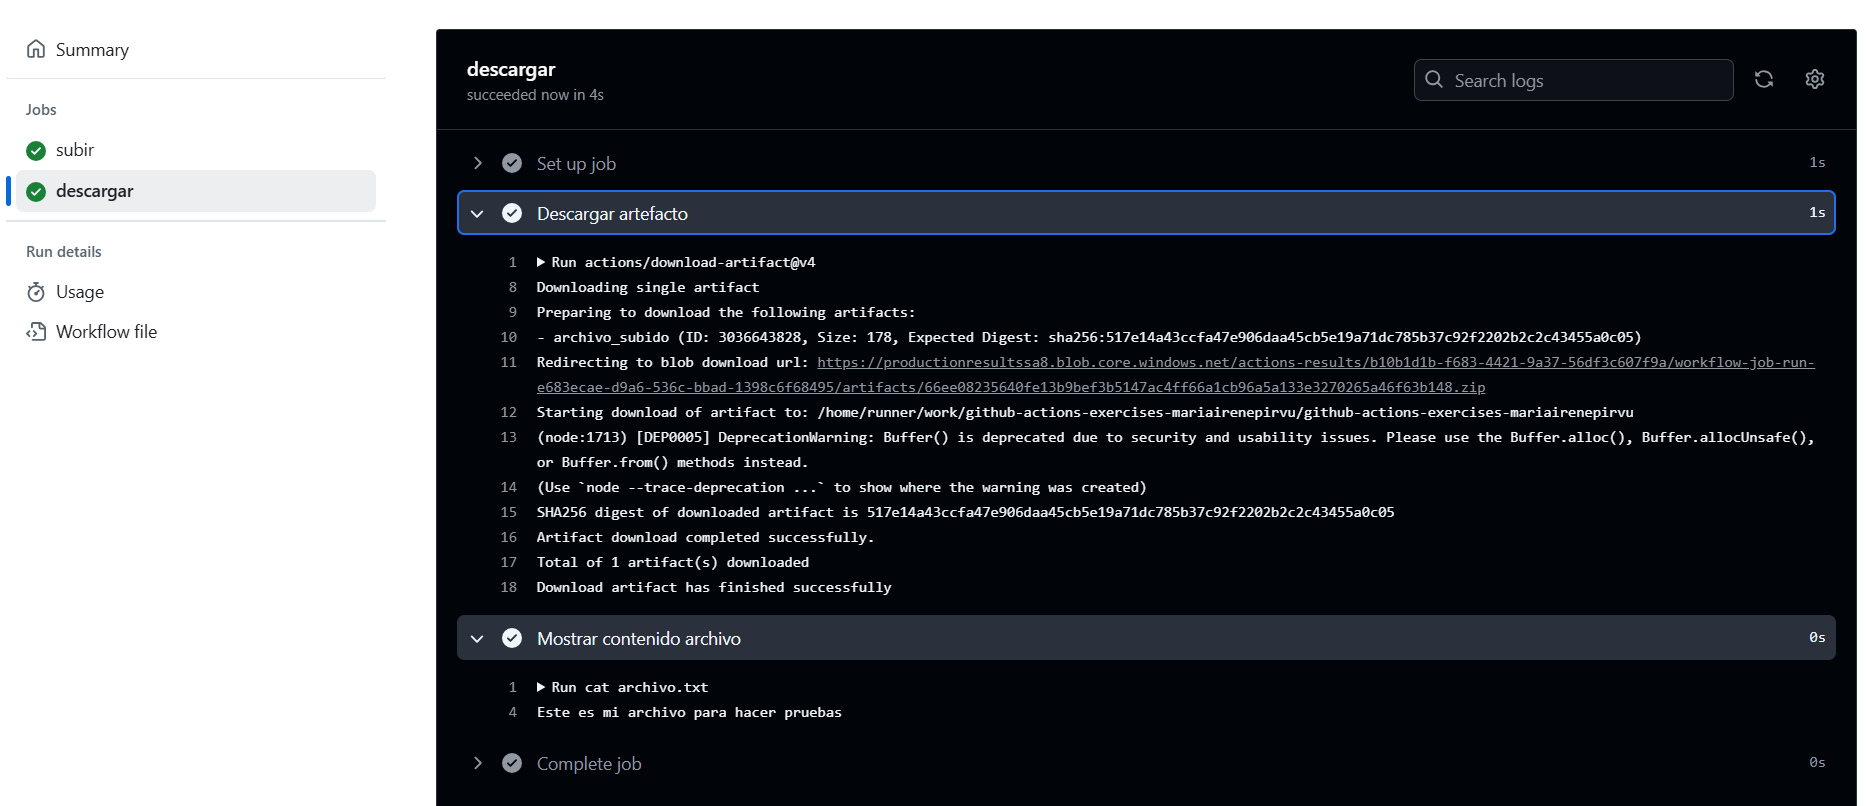 Summary
Jobs
subir
descargar
Run details
Usage
Workflow file
descargar
succeeded now in 4s
Search logs
Set up job 1s
Descargar artefacto 1s
1 Run actions/download-artifact@v4
8 Downloading single artifact
9 Preparing to download the following artifacts:
10 - archivo_subido (ID: 3036643828, Size: 178, Expected Digest: sha256:517e14a43ccfa47e906daa45cb5e19a71dc785b37c92f2202b2c2c43455a0c05)
11 Redirecting to blob download url: https://productionresultssa8.blob.core.windows.net/actions-results/b10b1d1b-f683-4421-9a37-56df3c607f9a/workflow-job-run-
e683ecae-d9a6-536c-bbad-1398c6f68495/artifacts/66ee08235640fe13b9bef3b5147ac4ff66a1cb96a5a133e3270265a46f63b148.zip
12 Starting download of artifact to: /home/runner/work/github-actions-exercises-mariairenepirvu/github-actions-exercises-mariairenepirvu
13 (node:1713) [DEP0005] DeprecationWarning: Buffer() is deprecated due to security and usability issues. Please use the Buffer.alloc(), Buffer.allocUnsafe(),
or Buffer.from() methods instead.
14 (Use `node --trace-deprecation ...` to show where the warning was created)
15 SHA256 digest of downloaded artifact is 517e14a43ccfa47e906daa45cb5e19a71dc785b37c92f2202b2c2c43455a0c05
16 Artifact download completed successfully.
17 Total of 1 artifact(s) downloaded
18 Download artifact has finished successfully
Mostrar contenido archivo 0s
1 Run cat archivo.txt
4 Este es mi archivo para hacer pruebas
Complete job 0s